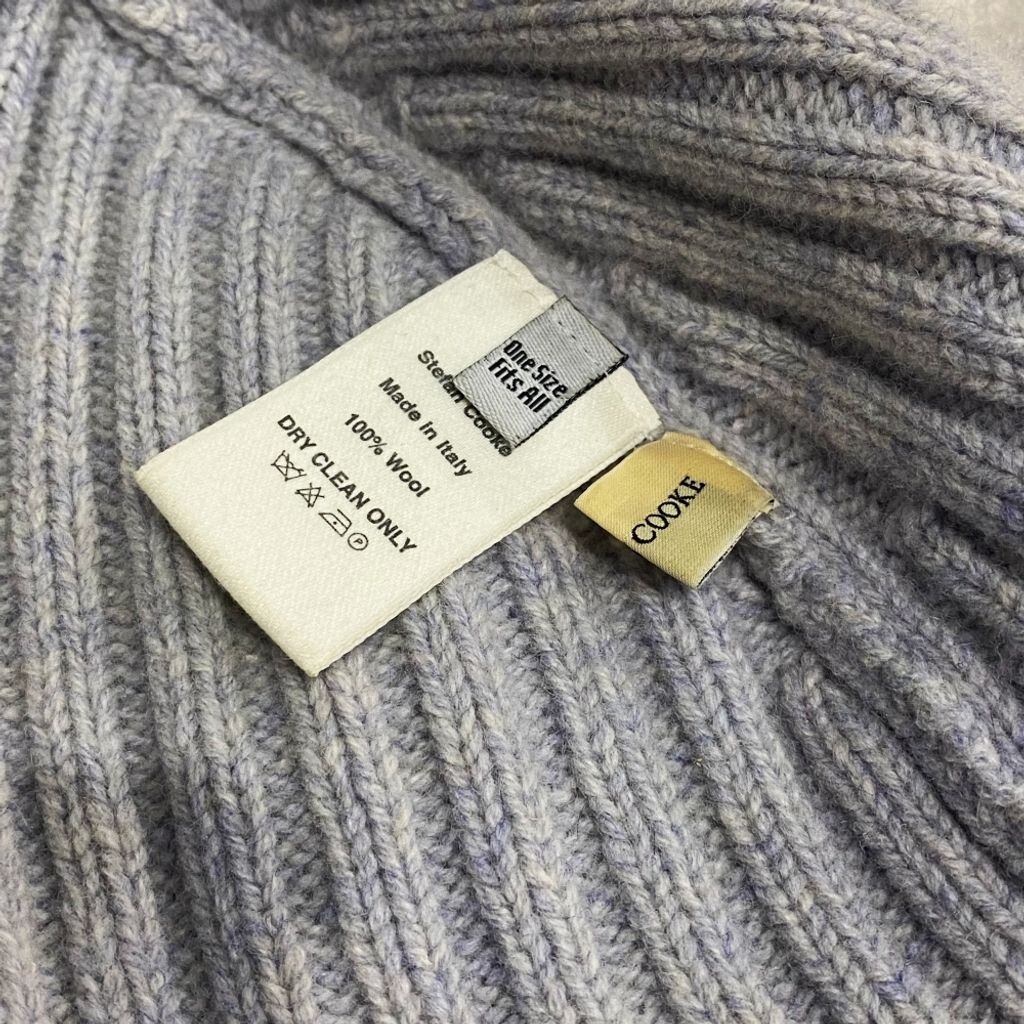 One Size
Fits All
Stefan Cooke
Made in Italy
100% Wool
DRY CLEAN ONLY
P
COOKE